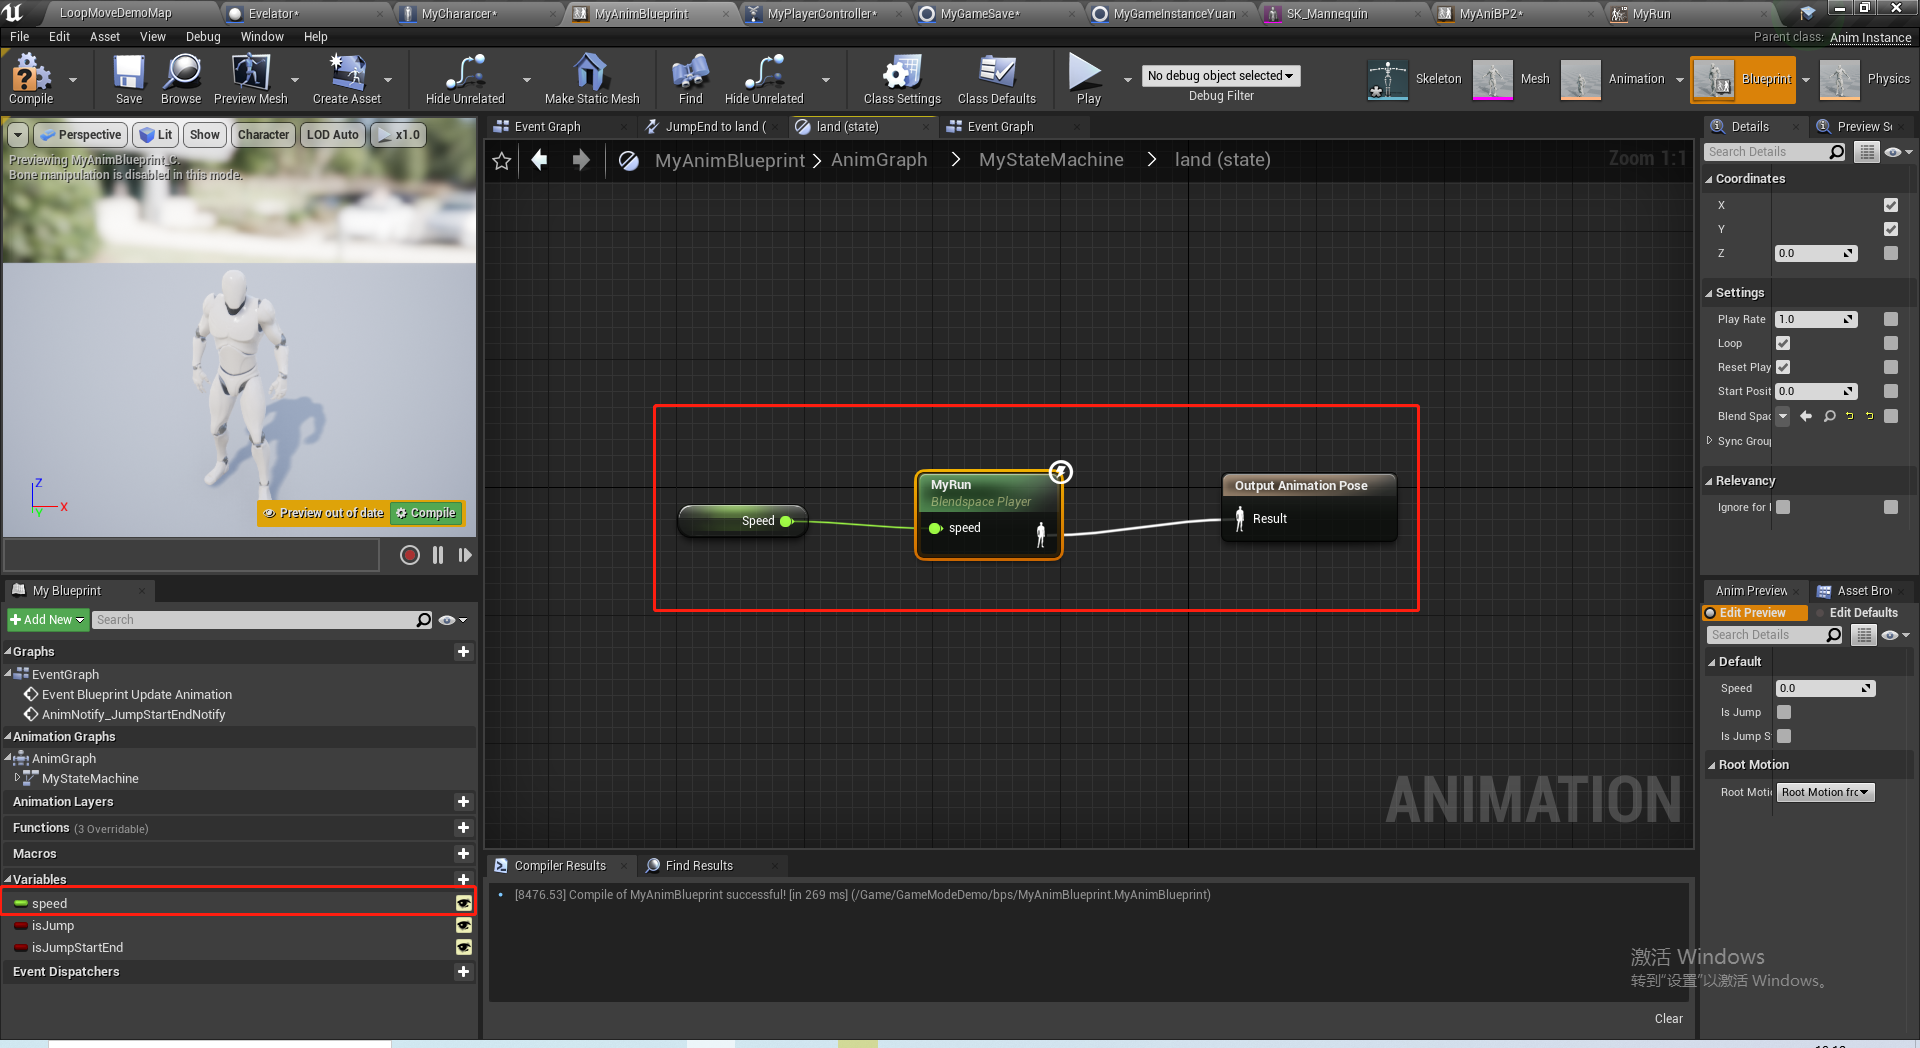 LoopMoveDemoMap
Evelator*
MyChararcer*
MyAnimBlueprint
MyPlayerController*
MyGameSave*
MyGameInstanceYuan
SK_Mannequin
MyAniBP2*
MyRun
File Edit Asset View Debug Window Help
Parent class: Anim Instance
Compile
Save
Browse
Preview Mesh
Create Asset
Hide Unrelated
Make Static Mesh
Find
Hide Unrelated
Class Settings
Class Defaults
Play
No debug object selected
Debug Filter
Skeleton
Mesh
Animation
Blueprint
Physics
Perspective
Lit
Show
Character
LOD Auto
x1.0
Previewing MyAnimBlueprint_C.
Bone manipulation is disabled in this mode.
Z
X
Y
Preview out of date
Compile
Event Graph
JumpEnd to land (
land (state)
Event Graph
MyAnimBlueprint > AnimGraph > MyStateMachine > land (state)
Zoom 1:1
Speed
MyRun
Blendspace Player
speed
Output Animation Pose
Result
ANIMATION
My Blueprint
Add New
Search
Graphs
EventGraph
Event Blueprint Update Animation
AnimNotify_JumpStartEndNotify
Animation Graphs
AnimGraph
MyStateMachine
Animation Layers
Functions (3 Overridable)
Macros
Variables
speed
isJump
isJumpStartEnd
Event Dispatchers
Compiler Results
Find Results
[8476.53] Compile of MyAnimBlueprint successful! [in 269 ms] (/Game/GameModeDemo/bps/MyAnimBlueprint.MyAnimBlueprint)
Clear
Details
Preview Sc
Search Details
Coordinates
X
Y
Z 0.0
Settings
Play Rate 1.0
Loop
Reset Play
Start Posit 0.0
Blend Spac
Sync Grou
Relevancy
Ignore for
Anim Preview
Asset Bro
Edit Preview
Edit Defaults
Search Details
Default
Speed 0.0
Is Jump
Is Jump S
Root Motion
Root Moti Root Motion fro
激活 Windows
转到“设置”以激活 Windows。